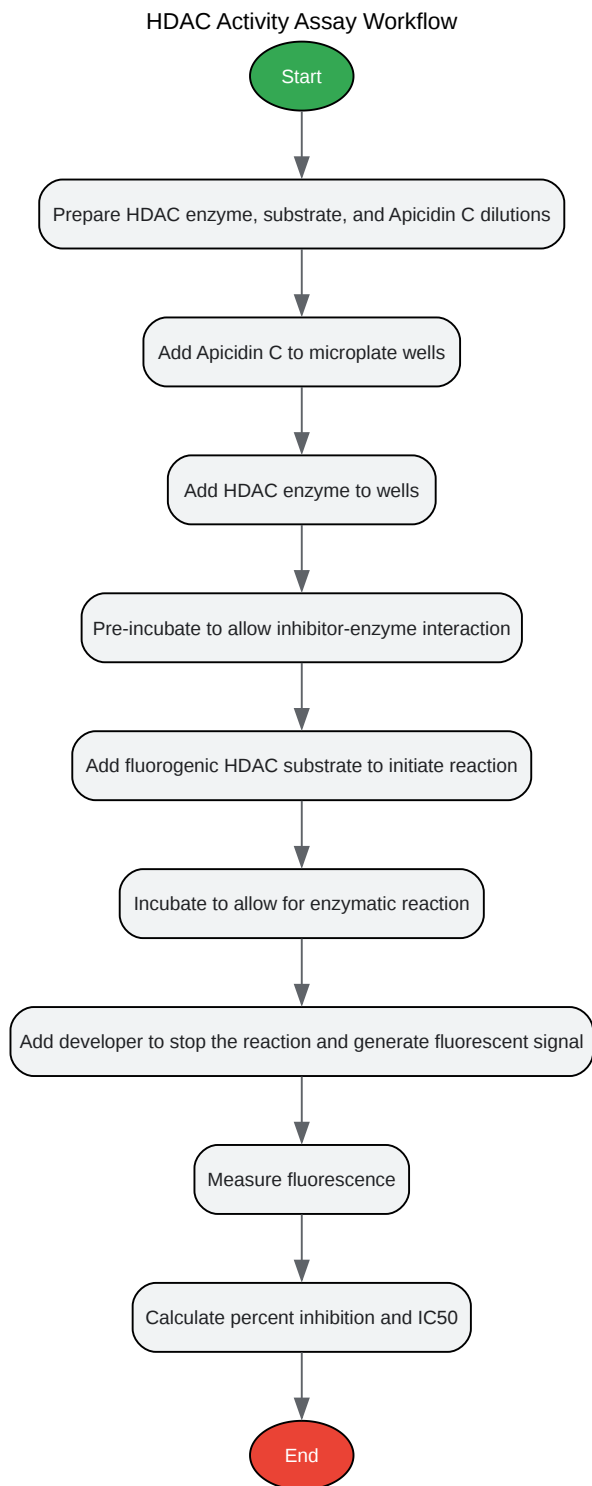 HDAC Activity Assay Workflow
Start
Prepare HDAC enzyme, substrate, and Apicidin C dilutions
Add Apicidin C to microplate wells
Add HDAC enzyme to wells
Pre-incubate to allow inhibitor-enzyme interaction
Add fluorogenic HDAC substrate to initiate reaction
Incubate to allow for enzymatic reaction
Add developer to stop the reaction and generate fluorescent signal
Measure fluorescence
Calculate percent inhibition and IC50
End